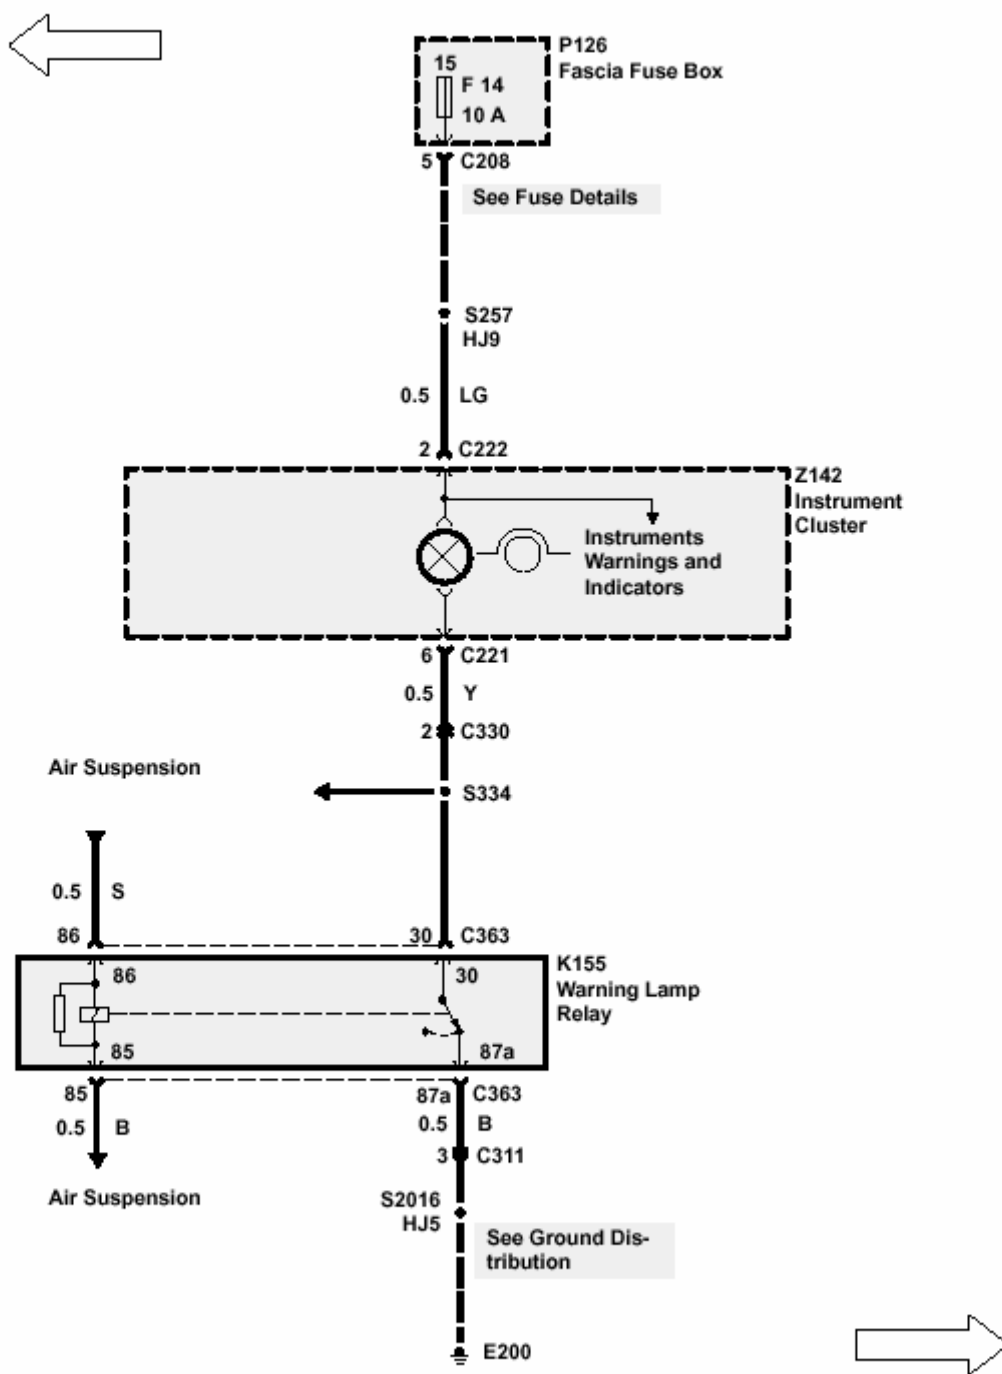 P126
Fascia Fuse Box
15
F 14
10 A
5 C208
See Fuse Details
S257
HJ9
0.5 LG
2 C222
Z142
Instrument
Cluster
Instruments
Warnings and
Indicators
6 C221
0.5 Y
2 C330
Air Suspension
S334
0.5 S
86 30 C363
86 30
K155
Warning Lamp
Relay
85 87a
85 87a C363
0.5 B 0.5 B
3 C311
Air Suspension
S2016
HJ5
See Ground Dis-
tribution
E200